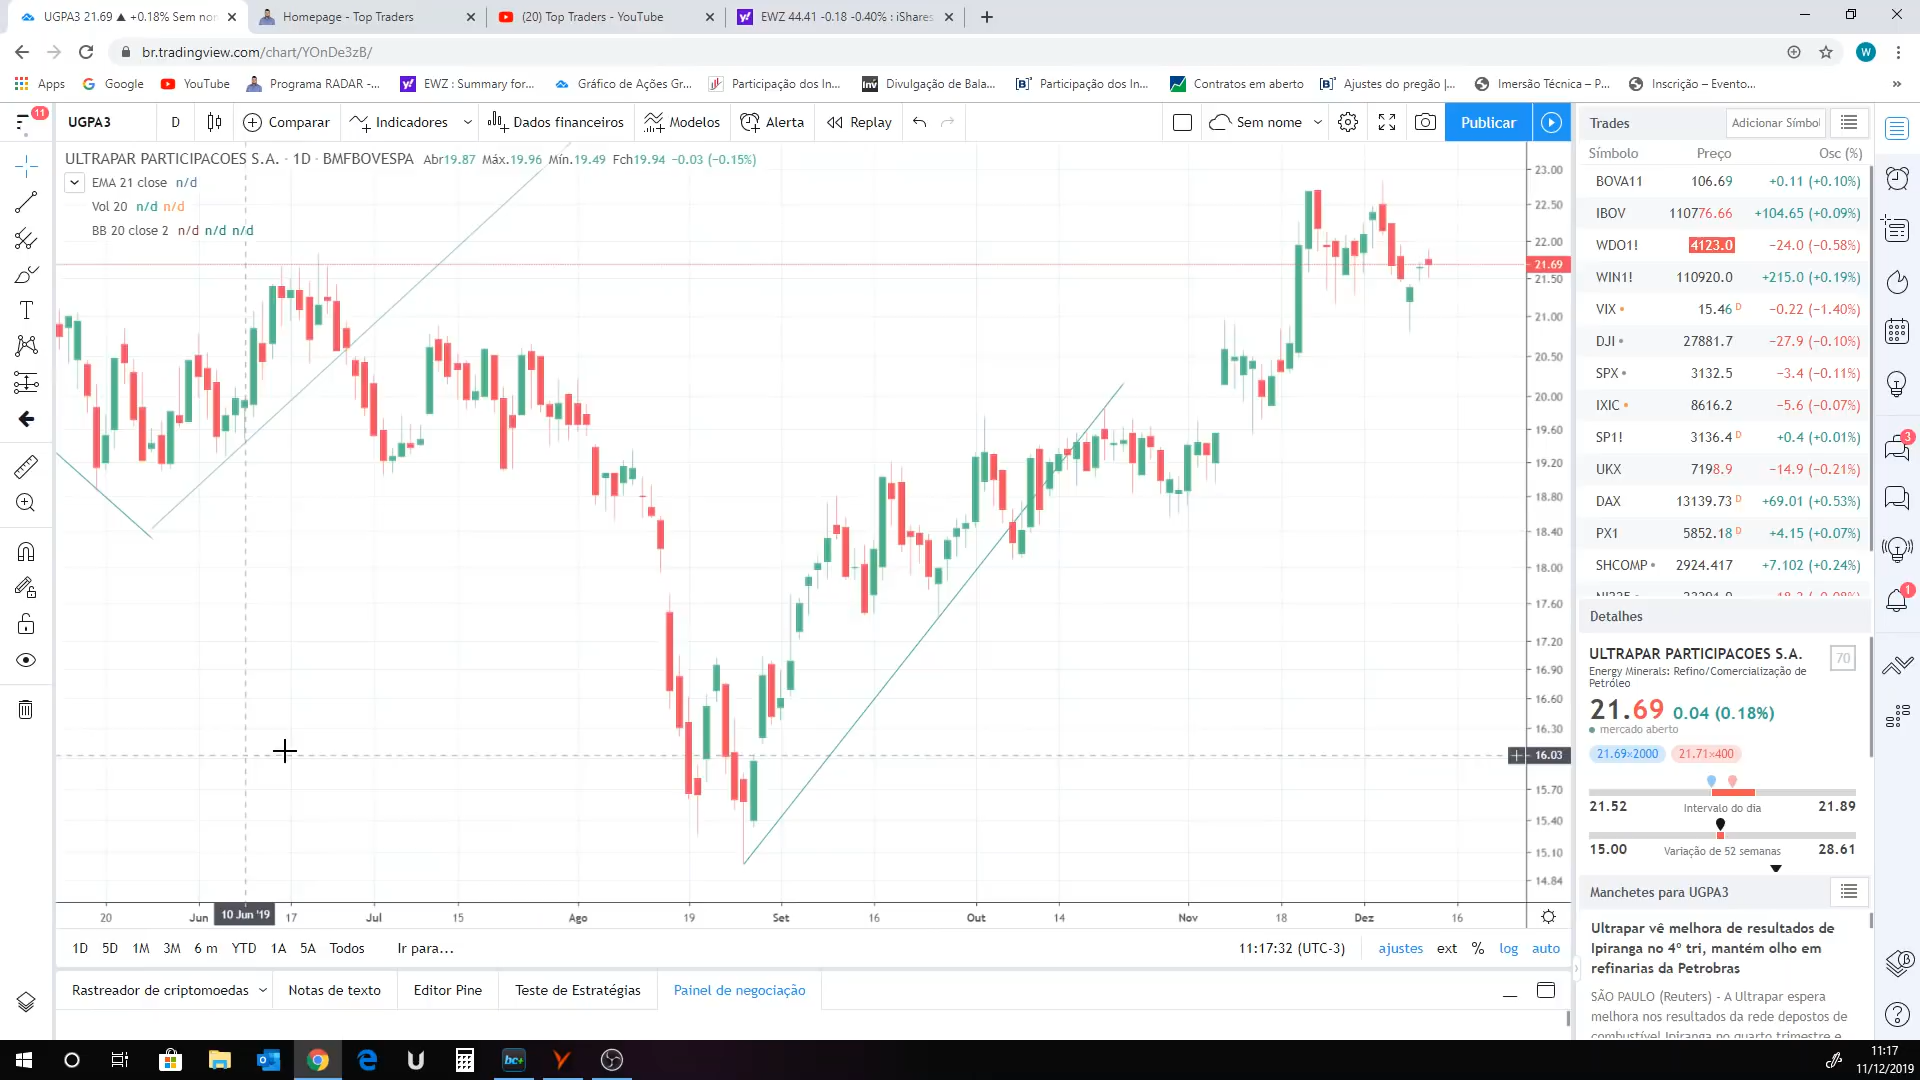 UGPA3 21.69 ▲ +0.18% Sem nor
Homepage - Top Traders
(20) Top Traders - YouTube
EWZ 44.41 -0.18 -0.40% : iShares
br.tradingview.com/chart/YOnDe3zB/
W
Apps
Google
YouTube
Programa RADAR -...
EWZ : Summary for...
Gráfico de Ações Gr...
Participação dos In...
Divulgação de Bala...
Participação dos In...
Contratos em aberto
Ajustes do pregão |...
Imersão Técnica – P...
Inscrição – Evento...
11
UGPA3
D
Comparar
Indicadores
Dados financeiros
Modelos
Alerta
Replay
Sem nome
Publicar
ULTRAPAR PARTICIPACOES S.A. · 1D · BMFBOVESPA Abr19.87 Máx.19.96 Mín.19.49 Fch19.94 −0.03 (−0.15%)
EMA 21 close n/d
Vol 20 n/d n/d
BB 20 close 2 n/d n/d n/d
23.00
22.50
22.00
21.69
21.50
21.00
20.50
20.00
19.60
19.20
18.80
18.40
18.00
17.60
17.20
16.90
16.60
16.30
16.03
15.70
15.40
15.10
14.84
20
Jun
10 Jun '19
17
Jul
15
Ago
19
Set
16
Out
14
Nov
18
Dez
16
1D 5D 1M 3M 6 m YTD 1A 5A Todos Ir para...
11:17:32 (UTC-3) ajustes ext % log auto
Rastreador de criptomoedas
Notas de texto
Editor Pine
Teste de Estratégias
Painel de negociação
Trades
Adicionar Símbol
Símbolo Preço Osc (%)
BOVA11 106.69 +0.11 (+0.10%)
IBOV 110776.66 +104.65 (+0.09%)
WDO1! 4123.0 −24.0 (−0.58%)
WIN1! 110920.0 +215.0 (+0.19%)
VIX 15.46 D −0.22 (−1.40%)
DJI 27881.7 −27.9 (−0.10%)
SPX 3132.5 −3.4 (−0.11%)
IXIC 8616.2 −5.6 (−0.07%)
SP1! 3136.4 D +0.4 (+0.01%)
UKX 7198.9 −14.9 (−0.21%)
DAX 13139.73 D +69.01 (+0.53%)
PX1 5852.18 D +4.15 (+0.07%)
SHCOMP 2924.417 +7.102 (+0.24%)
Detalhes
ULTRAPAR PARTICIPACOES S.A.
70
Energy Minerals: Refino/Comercialização de
Petróleo
21.69 0.04 (0.18%)
mercado aberto
21.69×2000 21.71×400
21.52 Intervalo do dia 21.89
15.00 Variação de 52 semanas 28.61
Manchetes para UGPA3
Ultrapar vê melhora de resultados de
Ipiranga no 4º tri, mantém olho em
refinarias da Petrobras
SÃO PAULO (Reuters) - A Ultrapar espera
melhora nos resultados da rede depostos de
combustível Ipiranga no quarto trimestre e
3
1
bc+
11:17
11/12/2019